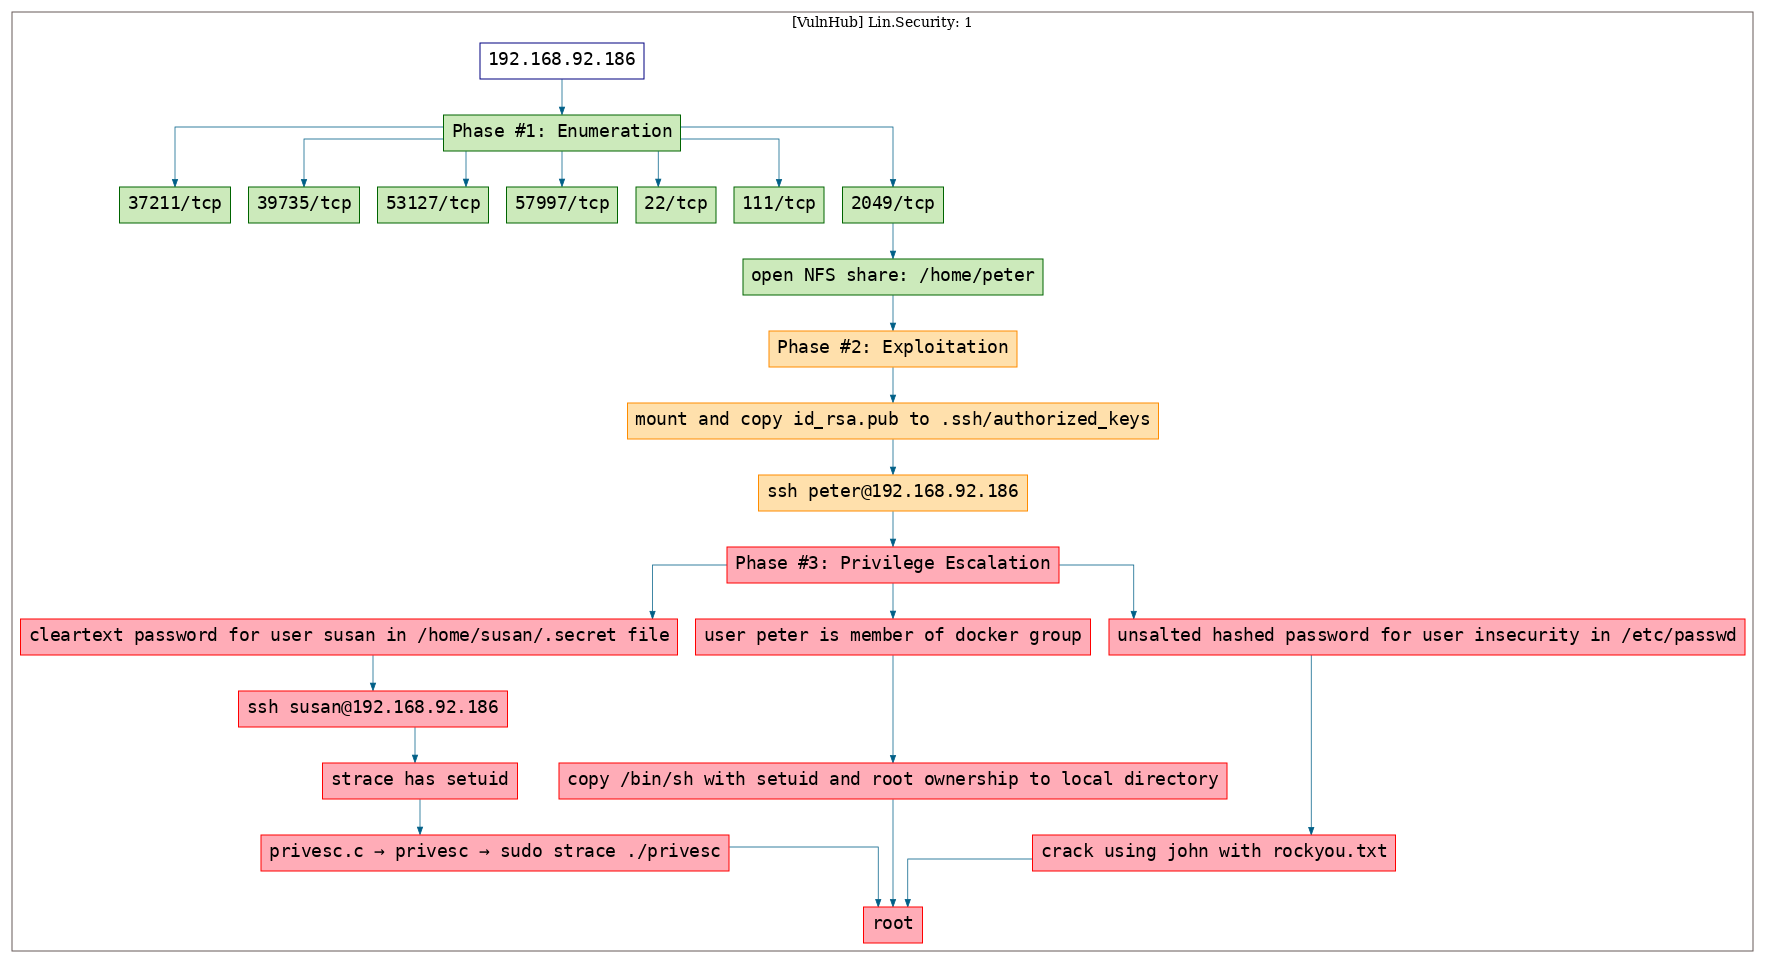 [VulnHub] Lin.Security: 1
192.168.92.186
Phase #1: Enumeration
37211/tcp
39735/tcp
53127/tcp
57997/tcp
22/tcp
111/tcp
2049/tcp
open NFS share: /home/peter
Phase #2: Exploitation
mount and copy id_rsa.pub to .ssh/authorized_keys
ssh peter@192.168.92.186
Phase #3: Privilege Escalation
cleartext password for user susan in /home/susan/.secret file
user peter is member of docker group
unsalted hashed password for user insecurity in /etc/passwd
ssh susan@192.168.92.186
strace has setuid
copy /bin/sh with setuid and root ownership to local directory
privesc.c → privesc → sudo strace ./privesc
crack using john with rockyou.txt
root